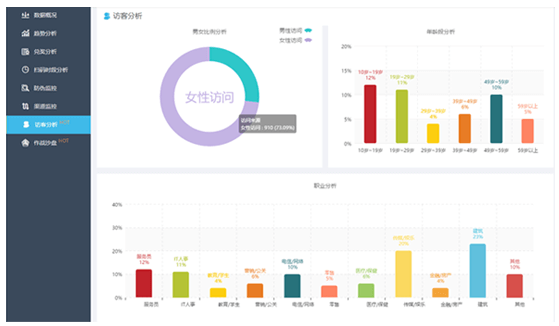 数据概况
趋势分析
兑奖分析
扫码时段分析
防伪监控
渠道监控
访客分析 HOT
作战沙盘 HOT
访客分析
男女比例分析
男性访问
女性访问
女性访问
访问来源
女性访问 : 910 (73.09%)
年龄段分析
20%
15%
10%
5%
0%
10岁~19岁
12%
19岁~29岁
11%
29岁~39岁
4%
39岁~49岁
6%
49岁~59岁
10%
59岁以上
5%
10岁~19岁
19岁~29岁
29岁~39岁
39岁~49岁
49岁~59岁
59岁以上
职业分析
40%
30%
20%
10%
0%
服务员
12%
IT人事
11%
教育/学生
4%
营销/公关
6%
电信/网络
10%
零售
5%
医疗/保健
6%
传媒/娱乐
20%
金融/房产
4%
建筑
23%
其他
10%
服务员
IT人事
教育/学生
营销/公关
电信/网络
零售
医疗/保健
传媒/娱乐
金融/房产
建筑
其他